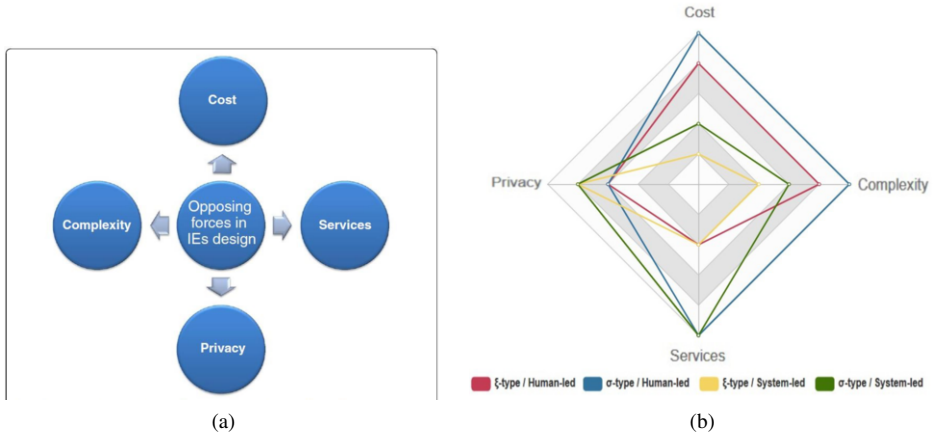 Cost
Complexity
Opposing
forces in
IEs design
Services
Privacy
(a)
Cost
Privacy
Complexity
Services
ξ-type / Human-led
σ-type / Human-led
ξ-type / System-led
σ-type / System-led
(b)